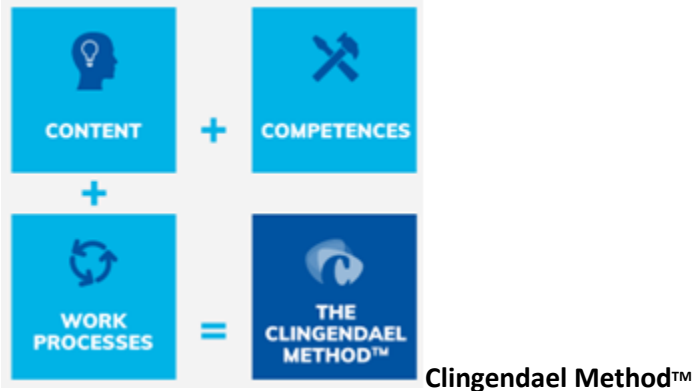 CONTENT
+
COMPETENCES
+
WORK
PROCESSES
=
THE
CLINGENDAEL
METHOD™
Clingendael Method™